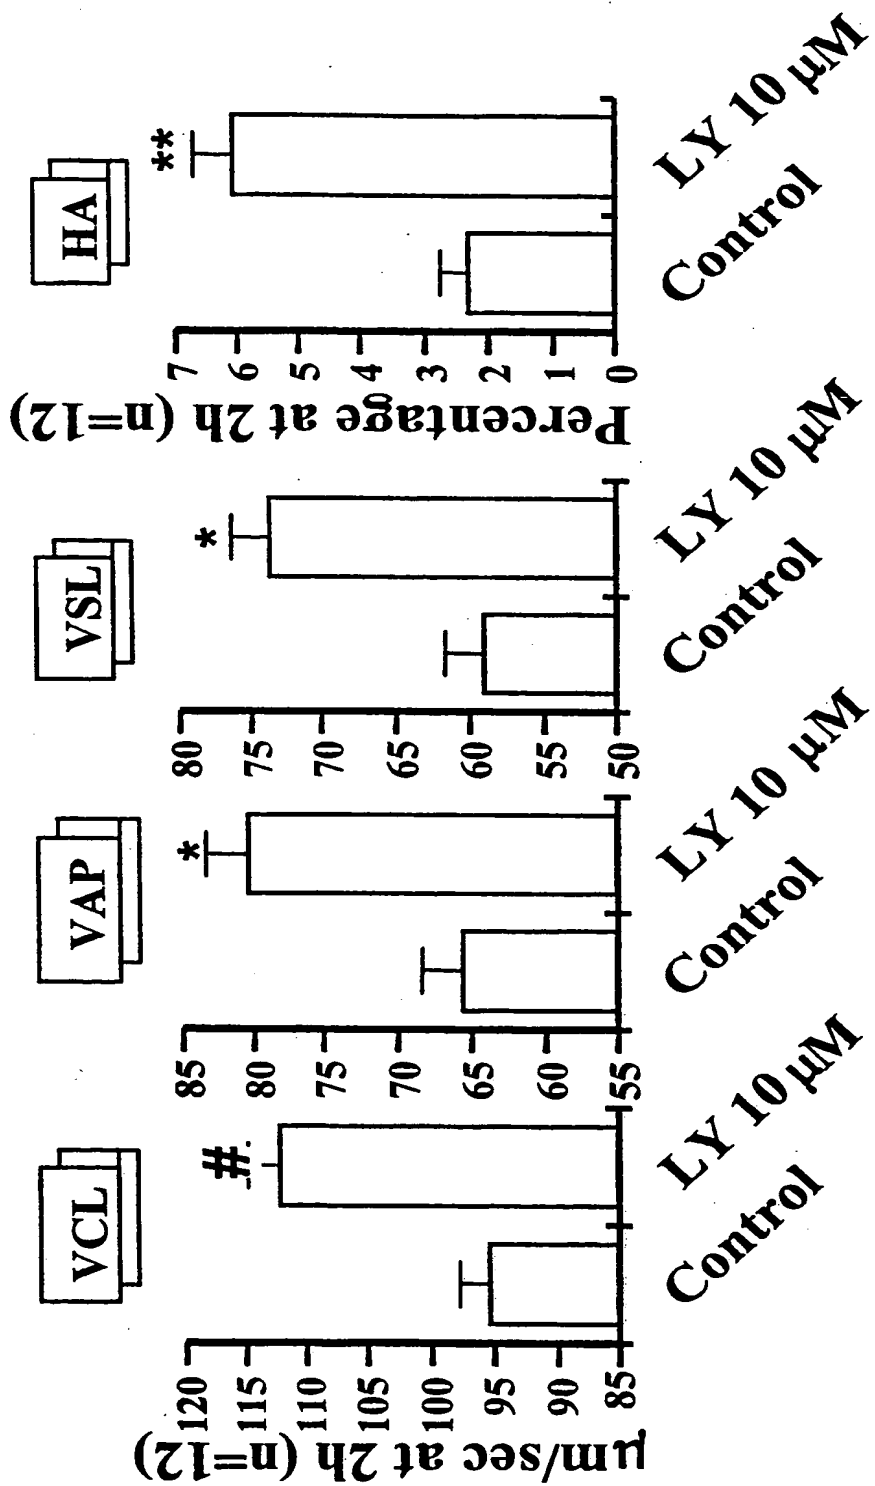 VCL
#
120
115
110
105
100
95
90
85
μm/sec at 2h (n=12)
Control
LY 10 μM
VAP
*
85
80
75
70
65
60
55
Control
LY 10 μM
VSL
*
80
75
70
65
60
55
50
Control
LY 10 μM
HA
**
7
6
5
4
3
2
1
0
Percentage at 2h (n=12)
Control
LY 10 μM